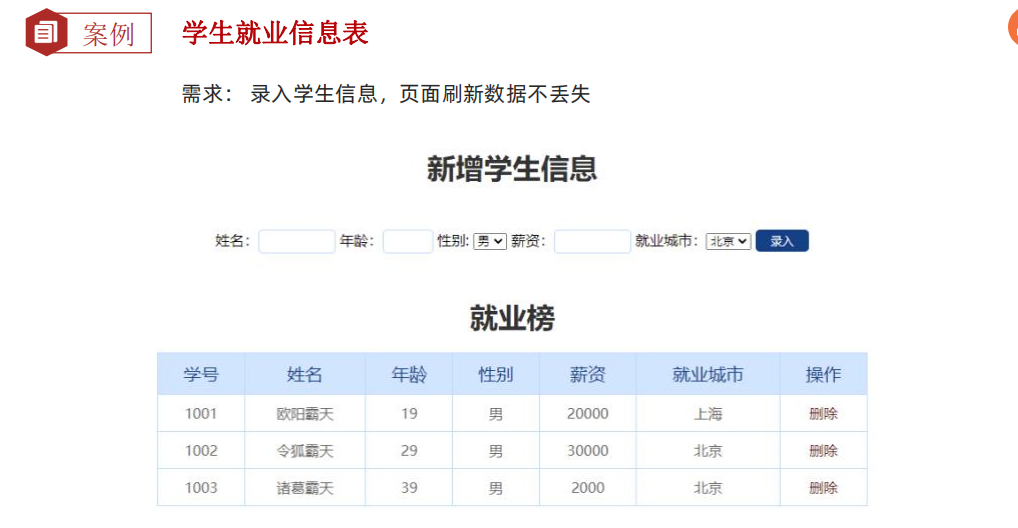 案例 学生就业信息表
需求： 录入学生信息，页面刷新数据不丢失
新增学生信息
姓名： 年龄： 性别: 男 薪资： 就业城市： 北京 录入
就业榜
学号 姓名 年龄 性别 薪资 就业城市 操作
1001 欧阳霸天 19 男 20000 上海 删除
1002 令狐霸天 29 男 30000 北京 删除
1003 诸葛霸天 39 男 2000 北京 删除